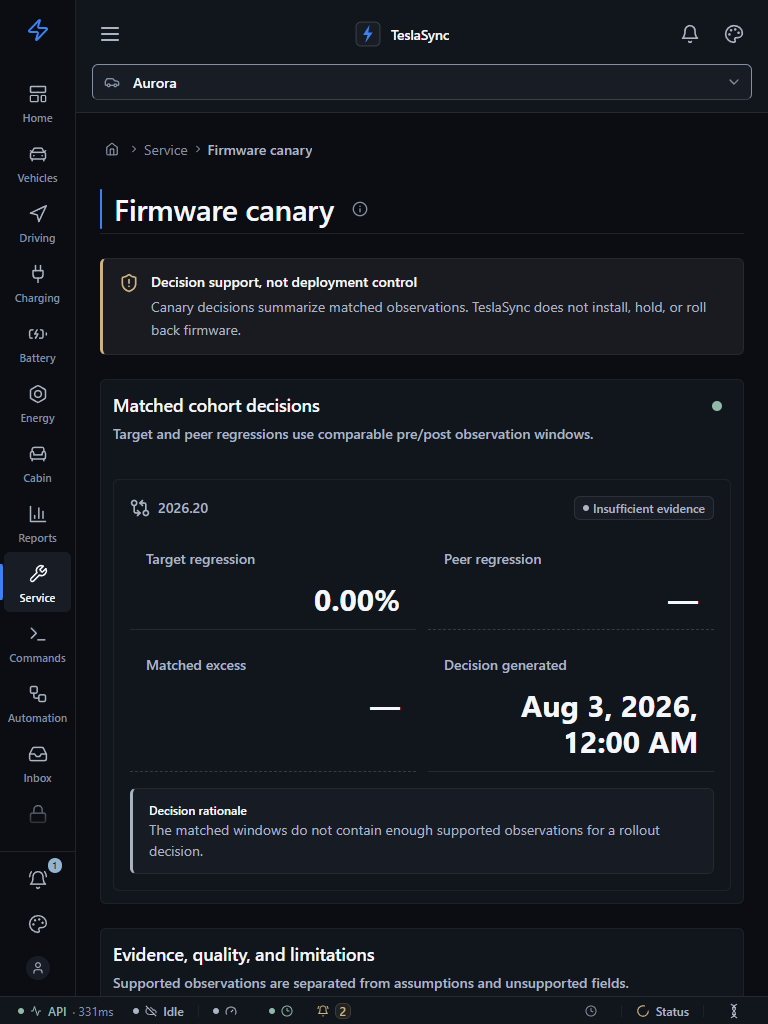 TeslaSync
Aurora
Home
Vehicles
Driving
Charging
Battery
Energy
Cabin
Reports
Service
Commands
Automation
Inbox
1
Service
Firmware canary
Firmware canary
Decision support, not deployment control
Canary decisions summarize matched observations. TeslaSync does not install, hold, or roll
back firmware.
Matched cohort decisions
Target and peer regressions use comparable pre/post observation windows.
2026.20
Insufficient evidence
Target regression
0.00%
Peer regression
—
Matched excess
—
Decision generated
Aug 3, 2026,
12:00 AM
Decision rationale
The matched windows do not contain enough supported observations for a rollout
decision.
Evidence, quality, and limitations
Supported observations are separated from assumptions and unsupported fields.
API · 331ms
Idle
2
Status